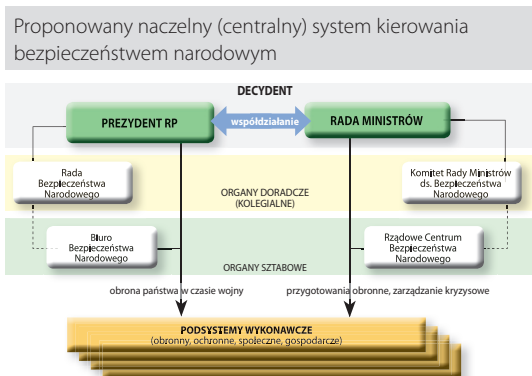 Proponowany naczelny (centralny) system kierowania
bezpieczeństwem narodowym
DECYDENT
PREZYDENT RP
współdziałanie
RADA MINISTRÓW
Rada
Bezpieczeństwa
Narodowego
ORGANY DORADCZE
(KOLEGIALNE)
Komitet Rady Ministrów
ds. Bezpieczeństwa
Narodowego
Biuro
Bezpieczeństwa
Narodowego
Rządowe Centrum
Bezpieczeństwa
Narodowego
ORGANY SZTABOWE
obrona państwa w czasie wojny
przygotowania obronne, zarządzanie kryzysowe
PODSYSTEMY WYKONAWCZE
(obronny, ochronne, społeczne, gospodarcze)